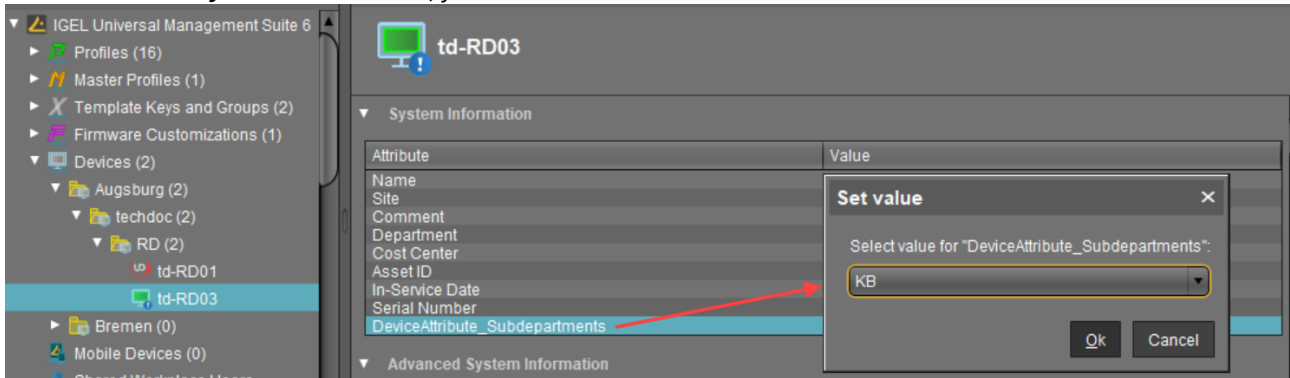 IGEL Universal Management Suite 6
Profiles (16)
Master Profiles (1)
Template Keys and Groups (2)
Firmware Customizations (1)
Devices (2)
Augsburg (2)
techdoc (2)
RD (2)
td-RD01
td-RD03
Bremen (0)
Mobile Devices (0)
td-RD03
System Information
Attribute Value
Name
Site
Comment
Department
Cost Center
Asset ID
In-Service Date
Serial Number
DeviceAttribute_Subdepartments
Advanced System Information
Set value
Select value for "DeviceAttribute_Subdepartments":
KB
Ok Cancel